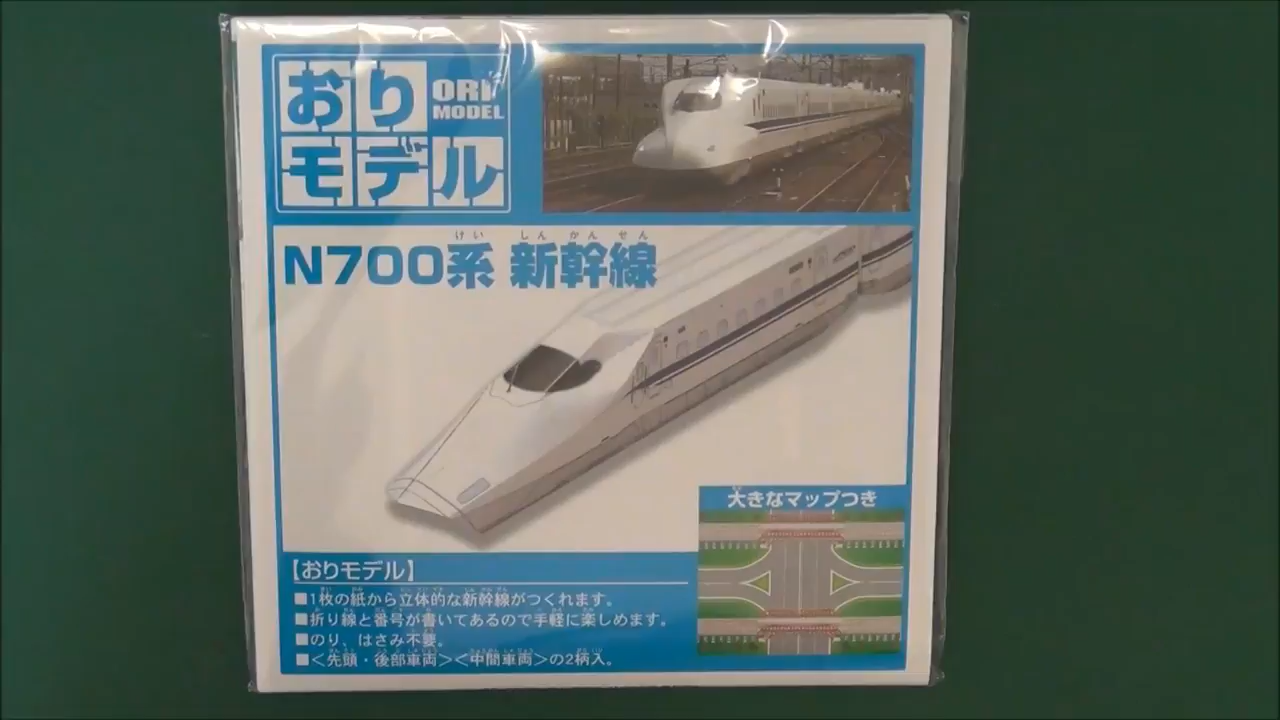 おり
ORI
MODEL
モデル
けい しんかんせん
N700系 新幹線
大きなマップつき
【おりモデル】
■1枚の紙から立体的な新幹線がつくれます。
■折り線と番号が書いてあるので手軽に楽しめます。
■のり、はさみ不要。
■<先頭・後部車両><中間車両>の2柄入。